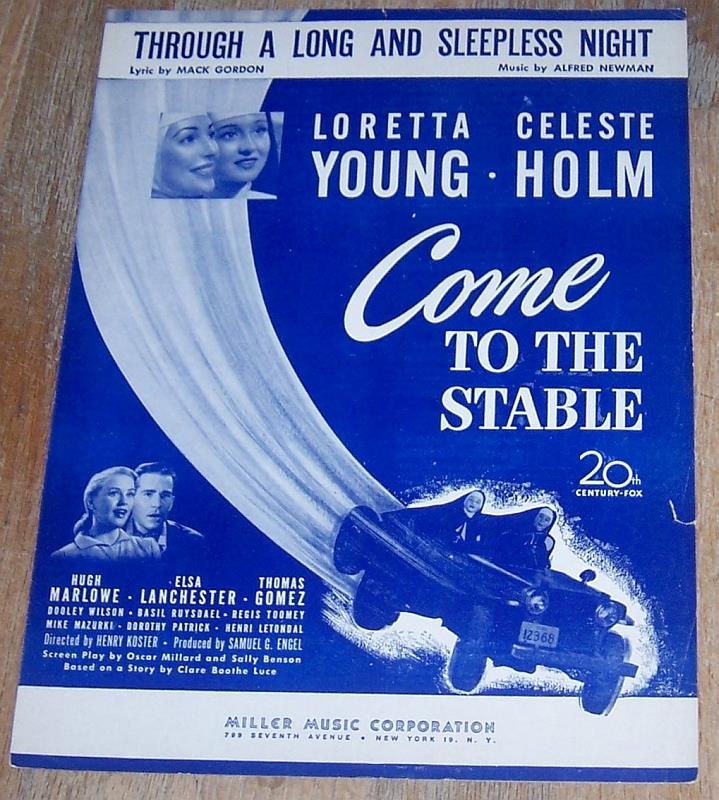 THROUGH A LONG AND SLEEPLESS NIGHT
Lyric by MACK GORDON Music by ALFRED NEWMAN
LORETTA CELESTE
YOUNG · HOLM
Come
TO THE
STABLE
20th
CENTURY-FOX
HUGH ELSA THOMAS
MARLOWE · LANCHESTER · GOMEZ
DOOLEY WILSON · BASIL RUYSDAEL · REGIS TOOMEY
MIKE MAZURKI · DOROTHY PATRICK · HENRI LETONDAL
Directed by HENRY KOSTER · Produced by SAMUEL G. ENGEL
Screen Play by Oscar Millard and Sally Benson
Based on a Story by Clare Boothe Luce
12368
MILLER MUSIC CORPORATION
799 SEVENTH AVENUE • NEW YORK 19, N. Y.